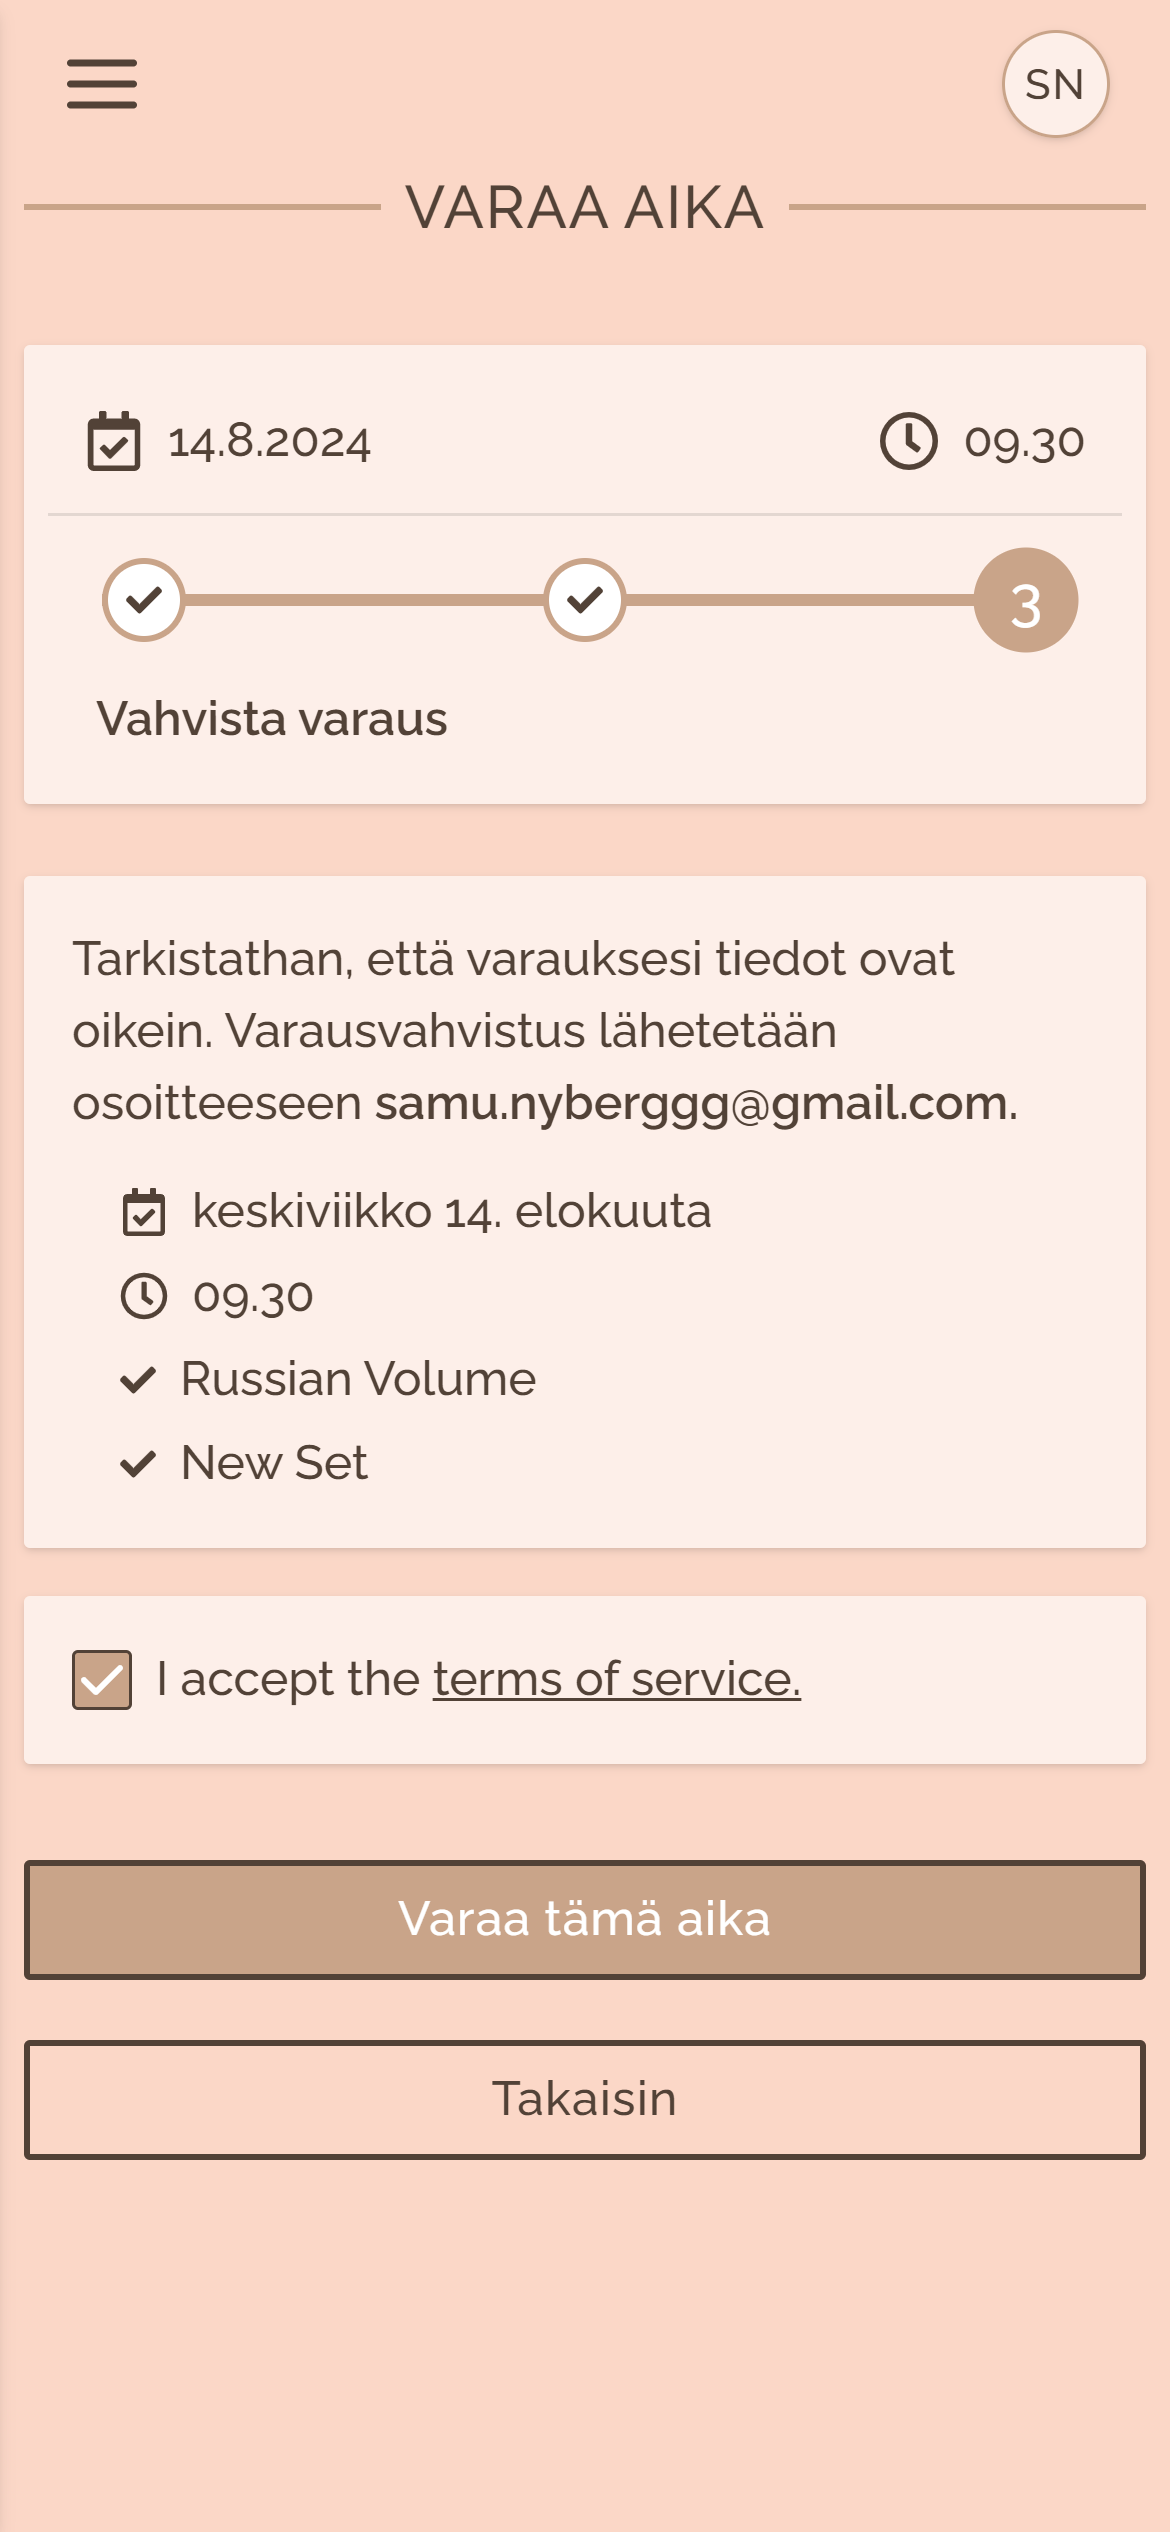 SN
VARAA AIKA
14.8.2024
09.30
3
Vahvista varaus
Tarkistathan, että varauksesi tiedot ovat
oikein. Varausvahvistus lähetetään
osoitteeseen samu.nyberggg@gmail.com.
keskiviikko 14. elokuuta
09.30
Russian Volume
New Set
I accept the terms of service.
Varaa tämä aika
Takaisin